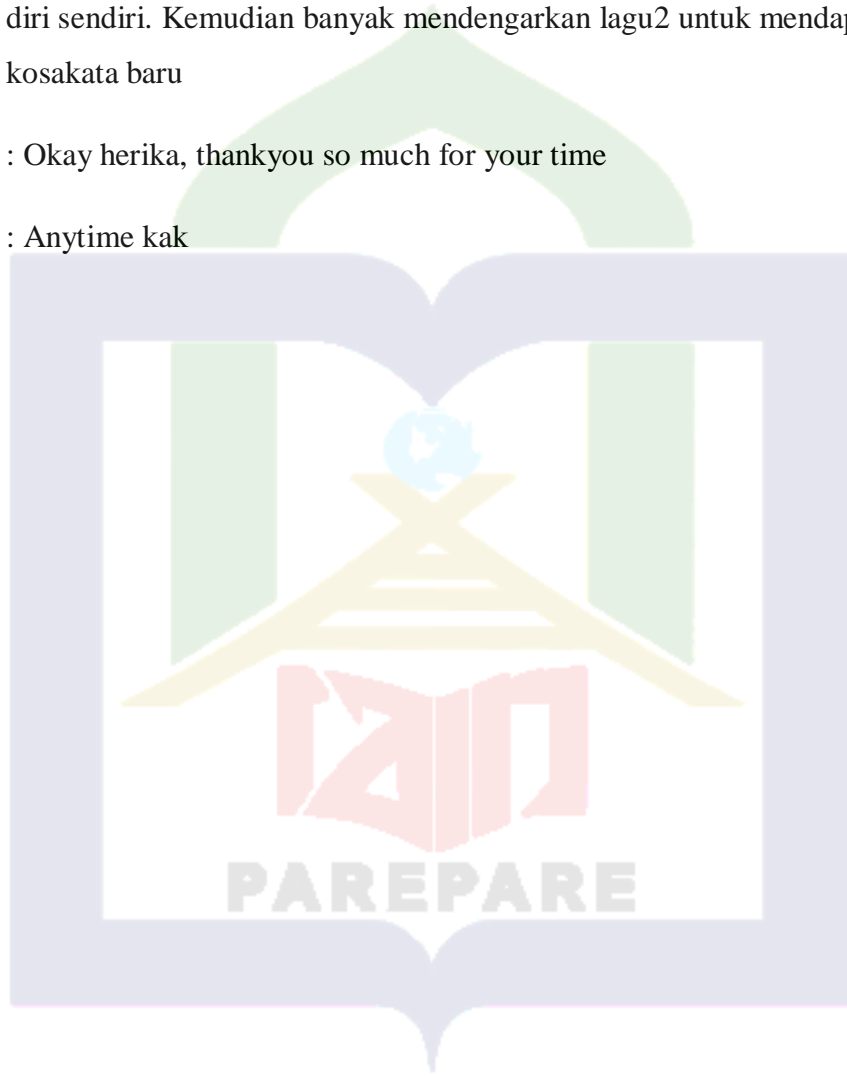 diri sendiri. Kemudian banyak mendengarkan lagu2 untuk
kosakata baru
: Okay herika, thankyou so much for your time
: Anytime kak
iain
PAREPARE